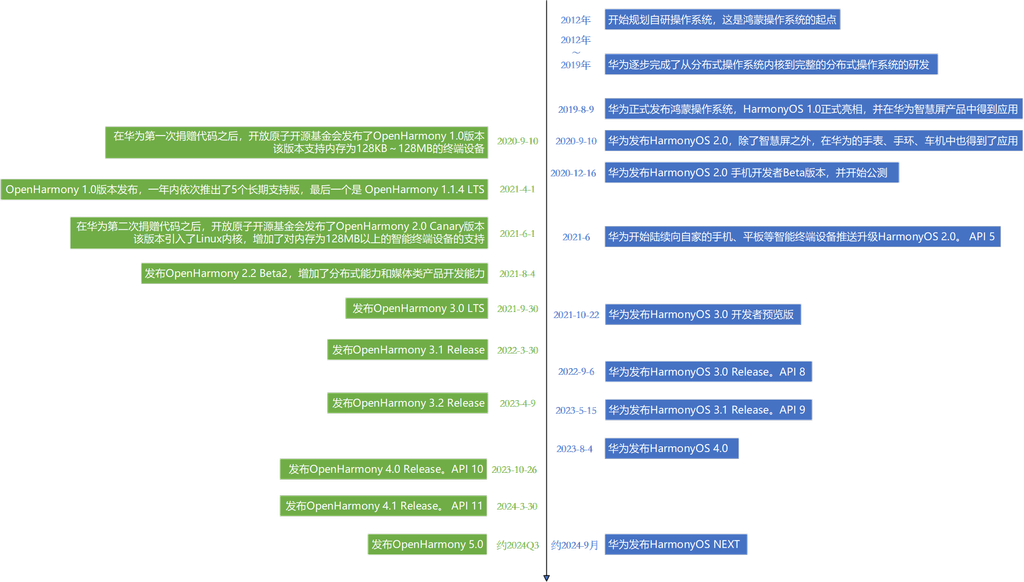 2012年 开始规划自研操作系统，这是鸿蒙操作系统的起点
2012年
～
2019年 华为逐步完成了从分布式操作系统内核到完整的分布式操作系统的研发
2019-8-9 华为正式发布鸿蒙操作系统，HarmonyOS 1.0正式亮相，并在华为智慧屏产品中得到应用
在华为第一次捐赠代码之后，开放原子开源基金会发布了OpenHarmony 1.0版本
该版本支持内存为128KB～128MB的终端设备
2020-9-10
2020-9-10 华为发布HarmonyOS 2.0，除了智慧屏之外，在华为的手表、手环、车机中也得到了应用
2020-12-16 华为发布HarmonyOS 2.0 手机开发者Beta版本，并开始公测
OpenHarmony 1.0版本发布，一年内依次推出了5个长期支持版，最后一个是 OpenHarmony 1.1.4 LTS 2021-4-1
在华为第二次捐赠代码之后，开放原子开源基金会发布了OpenHarmony 2.0 Canary版本
该版本引入了Linux内核，增加了对内存为128MB以上的智能终端设备的支持
2021-6-1
2021-6 华为开始陆续向自家的手机、平板等智能终端设备推送升级HarmonyOS 2.0。 API 5
发布OpenHarmony 2.2 Beta2，增加了分布式能力和媒体类产品开发能力 2021-8-4
发布OpenHarmony 3.0 LTS 2021-9-30
2021-10-22 华为发布HarmonyOS 3.0 开发者预览版
发布OpenHarmony 3.1 Release 2022-3-30
2022-9-6 华为发布HarmonyOS 3.0 Release。API 8
发布OpenHarmony 3.2 Release 2023-4-9
2023-5-15 华为发布HarmonyOS 3.1 Release。API 9
2023-8-4 华为发布HarmonyOS 4.0
发布OpenHarmony 4.0 Release。API 10 2023-10-26
发布OpenHarmony 4.1 Release。 API 11 2024-3-30
发布OpenHarmony 5.0 约2024Q3
约2024-9月 华为发布HarmonyOS NEXT